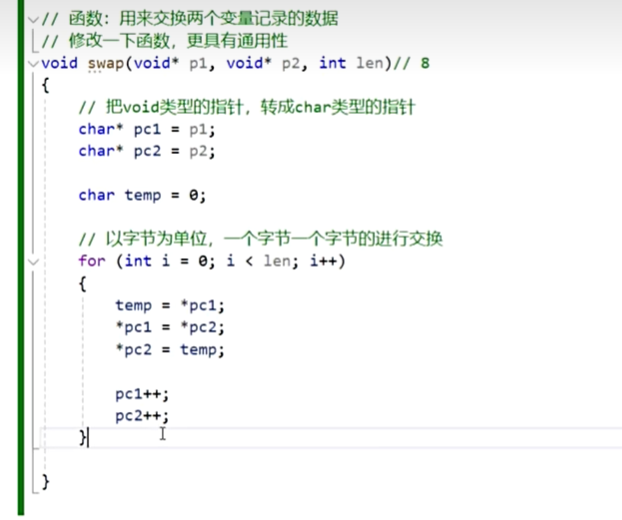 // 函数：用来交换两个变量记录的数据
// 修改一下函数，更具有通用性
void swap(void* p1, void* p2, int len)// 8
{
// 把void类型的指针，转成char类型的指针
char* pc1 = p1;
char* pc2 = p2;
char temp = 0;
// 以字节为单位，一个字节一个字节的进行交换
for (int i = 0; i < len; i++)
{
temp = *pc1;
*pc1 = *pc2;
*pc2 = temp;
pc1++;
pc2++;
}
}